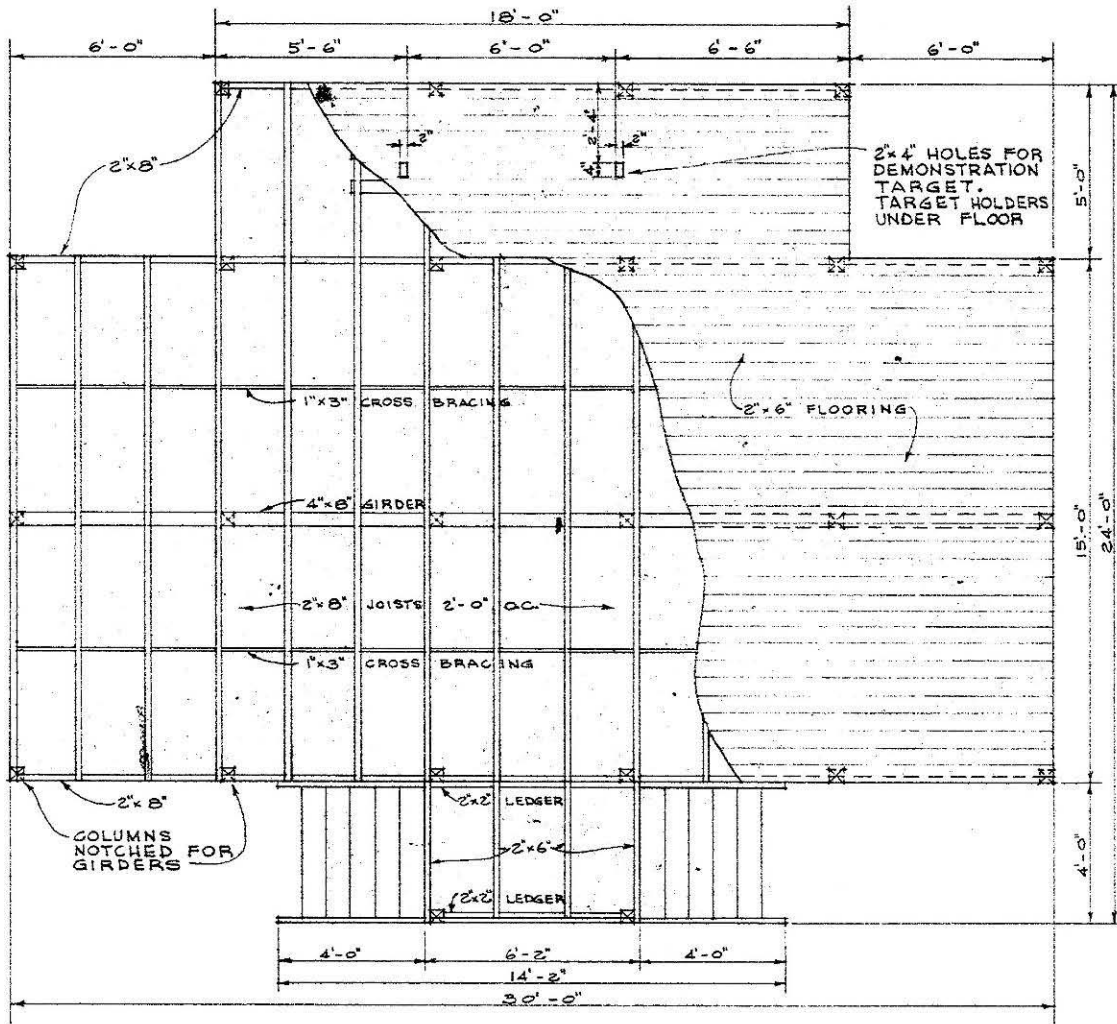 18'-0"
6'-0" 5'-6" 6'-0" 6'-6" 6'-0"
2"x8"
2"
2'-4"
2"
4"
2"x4" HOLES FOR
DEMONSTRATION
TARGET.
TARGET HOLDERS
UNDER FLOOR
5'-0"
1"x3" CROSS BRACING
2"x6" FLOORING
4"x8" GIRDER
15'-0"
24'-0"
2"x8" JOISTS 2'-0" O.C.
1"x3" CROSS BRACING
2"x8"
2"x2" LEDGER
COLUMNS
NOTCHED FOR
GIRDERS
2"x6"
4'-0"
2"x2" LEDGER
4'-0" 6'-2" 4'-0"
14'-2"
30'-0"